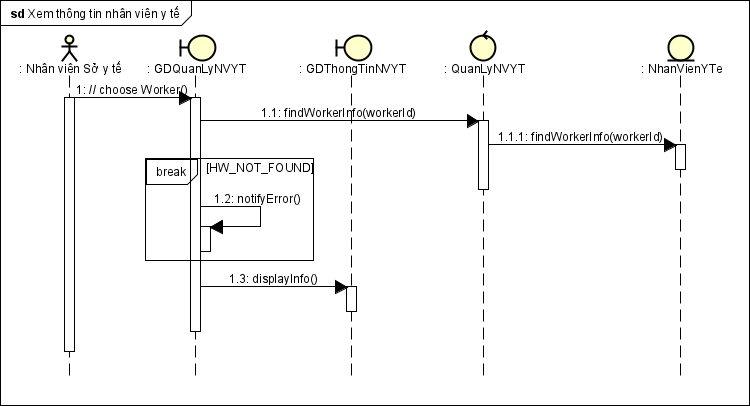 sd Xem thông tin nhân viên y tế
: Nhân viên Sở y tế
: GDQuanLyNVYT
: GDThongTinNVYT
: QuanLyNVYT
: NhanVienYTe
1: // choose Worker()
1.1: findWorkerInfo(workerId)
1.1.1: findWorkerInfo(workerId)
break
[HW_NOT_FOUND]
1.2: notifyError()
1.3: displayInfo()